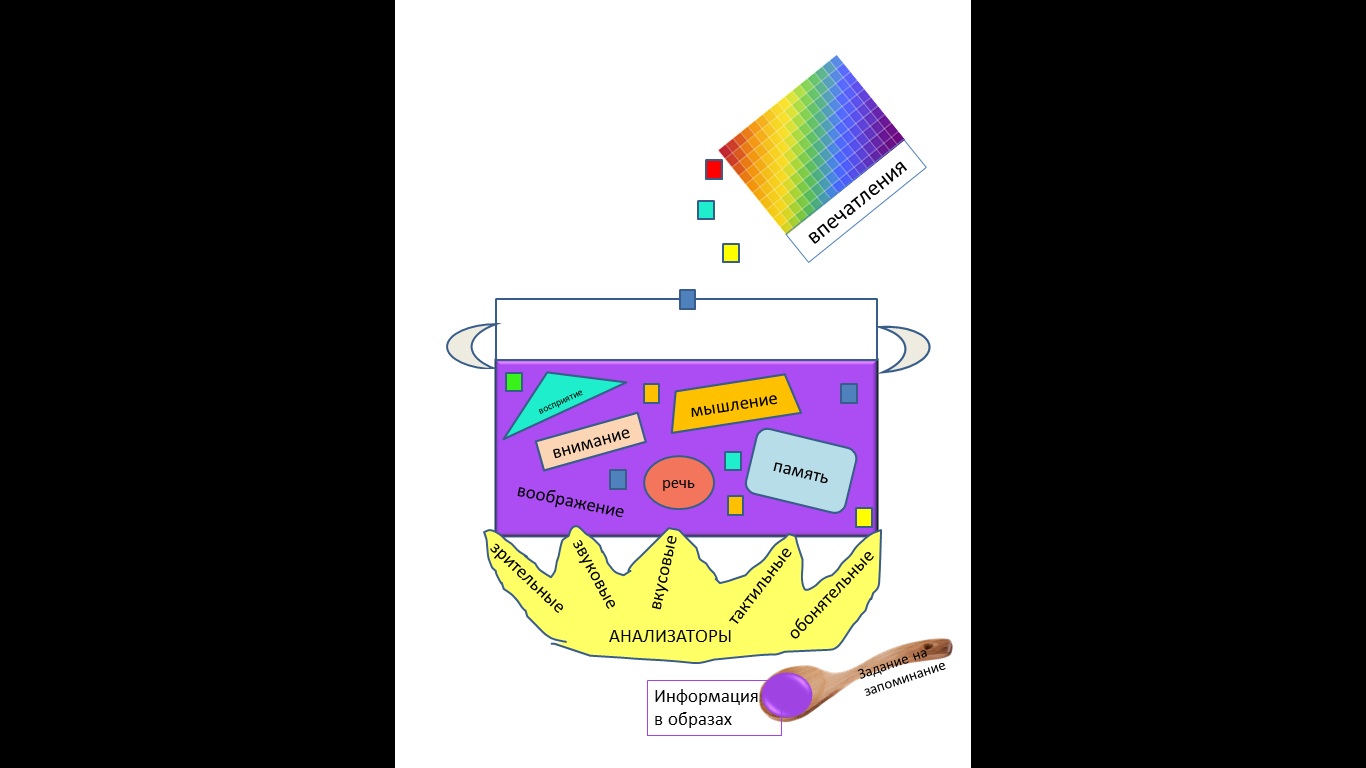 впечатления
восприятие
мышление
внимание
память
речь
воображение
зрительные
звуковые
вкусовые
тактильные
обонятельные
АНАЛИЗАТОРЫ
Задание на
запоминание
Информация
в образах